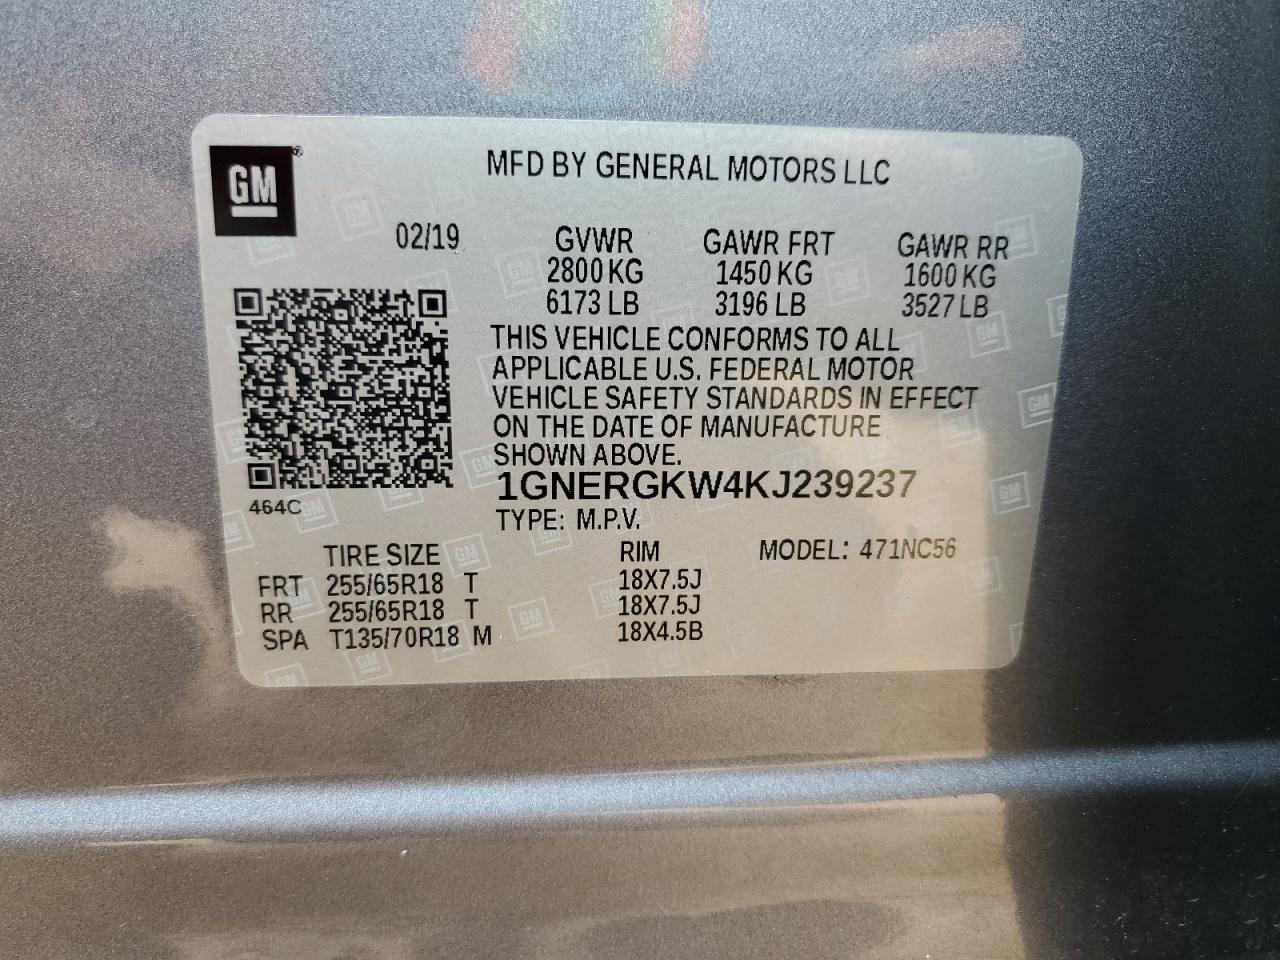 GM
MFD BY GENERAL MOTORS LLC
02/19 GVWR GAWR FRT GAWR RR
2800 KG 1450 KG 1600 KG
6173 LB 3196 LB 3527 LB
THIS VEHICLE CONFORMS TO ALL
APPLICABLE U.S. FEDERAL MOTOR
VEHICLE SAFETY STANDARDS IN EFFECT
ON THE DATE OF MANUFACTURE
SHOWN ABOVE.
1GNERGKW4KJ239237
464C
TYPE: M.P.V.
TIRE SIZE RIM MODEL: 471NC56
FRT 255/65R18 T 18X7.5J
RR 255/65R18 T 18X7.5J
SPA T135/70R18 M 18X4.5B